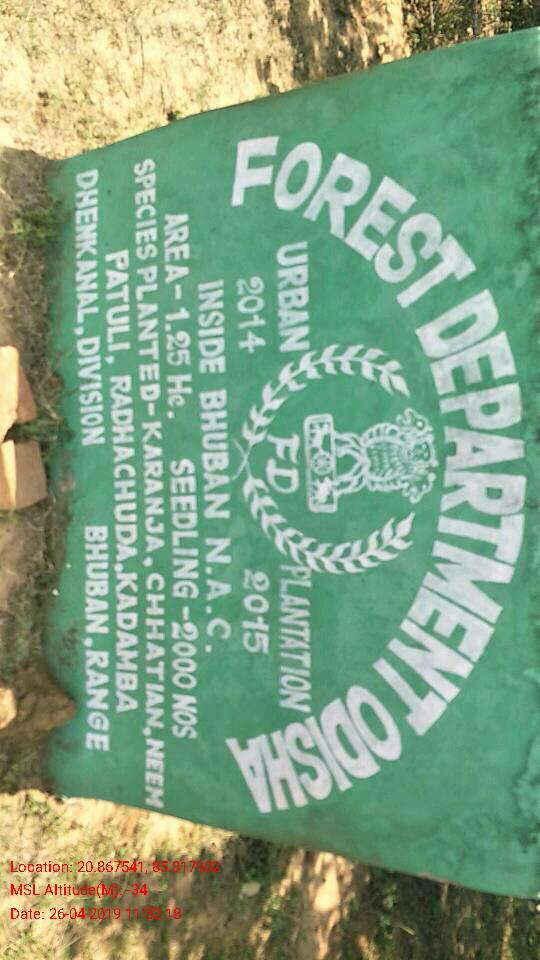 FOREST DEPARTMENT ODISHA
URBAN PLANTATION
2014 2015
FD
INSIDE BHUBAN N.A.C.
AREA-1.25 Hc. SEEDLING-2000 NOS
SPECIES PLANTED-KARANJA, CHHATIAN, NEEM
PATULI, RADHACHUDA, KADAMBA
DHENKANAL, DIVISION BHUBAN, RANGE
Location: 20.867541, 85.817502
MSL Altitude(M): -34
Date: 26-04-2019 11:52:18